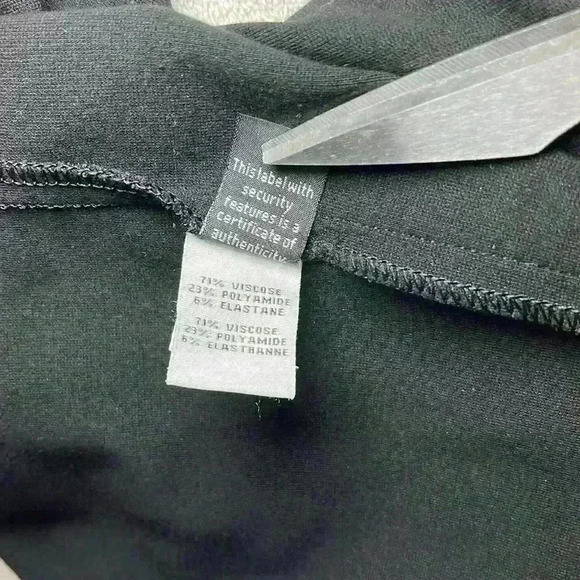 This label with
security
features is a
certificate of
authenticity
71% VISCOSE
23% POLYAMIDE
6% ELASTANE
71% VISCOSE
23% POLYAMIDE
6% ELASTHANNE